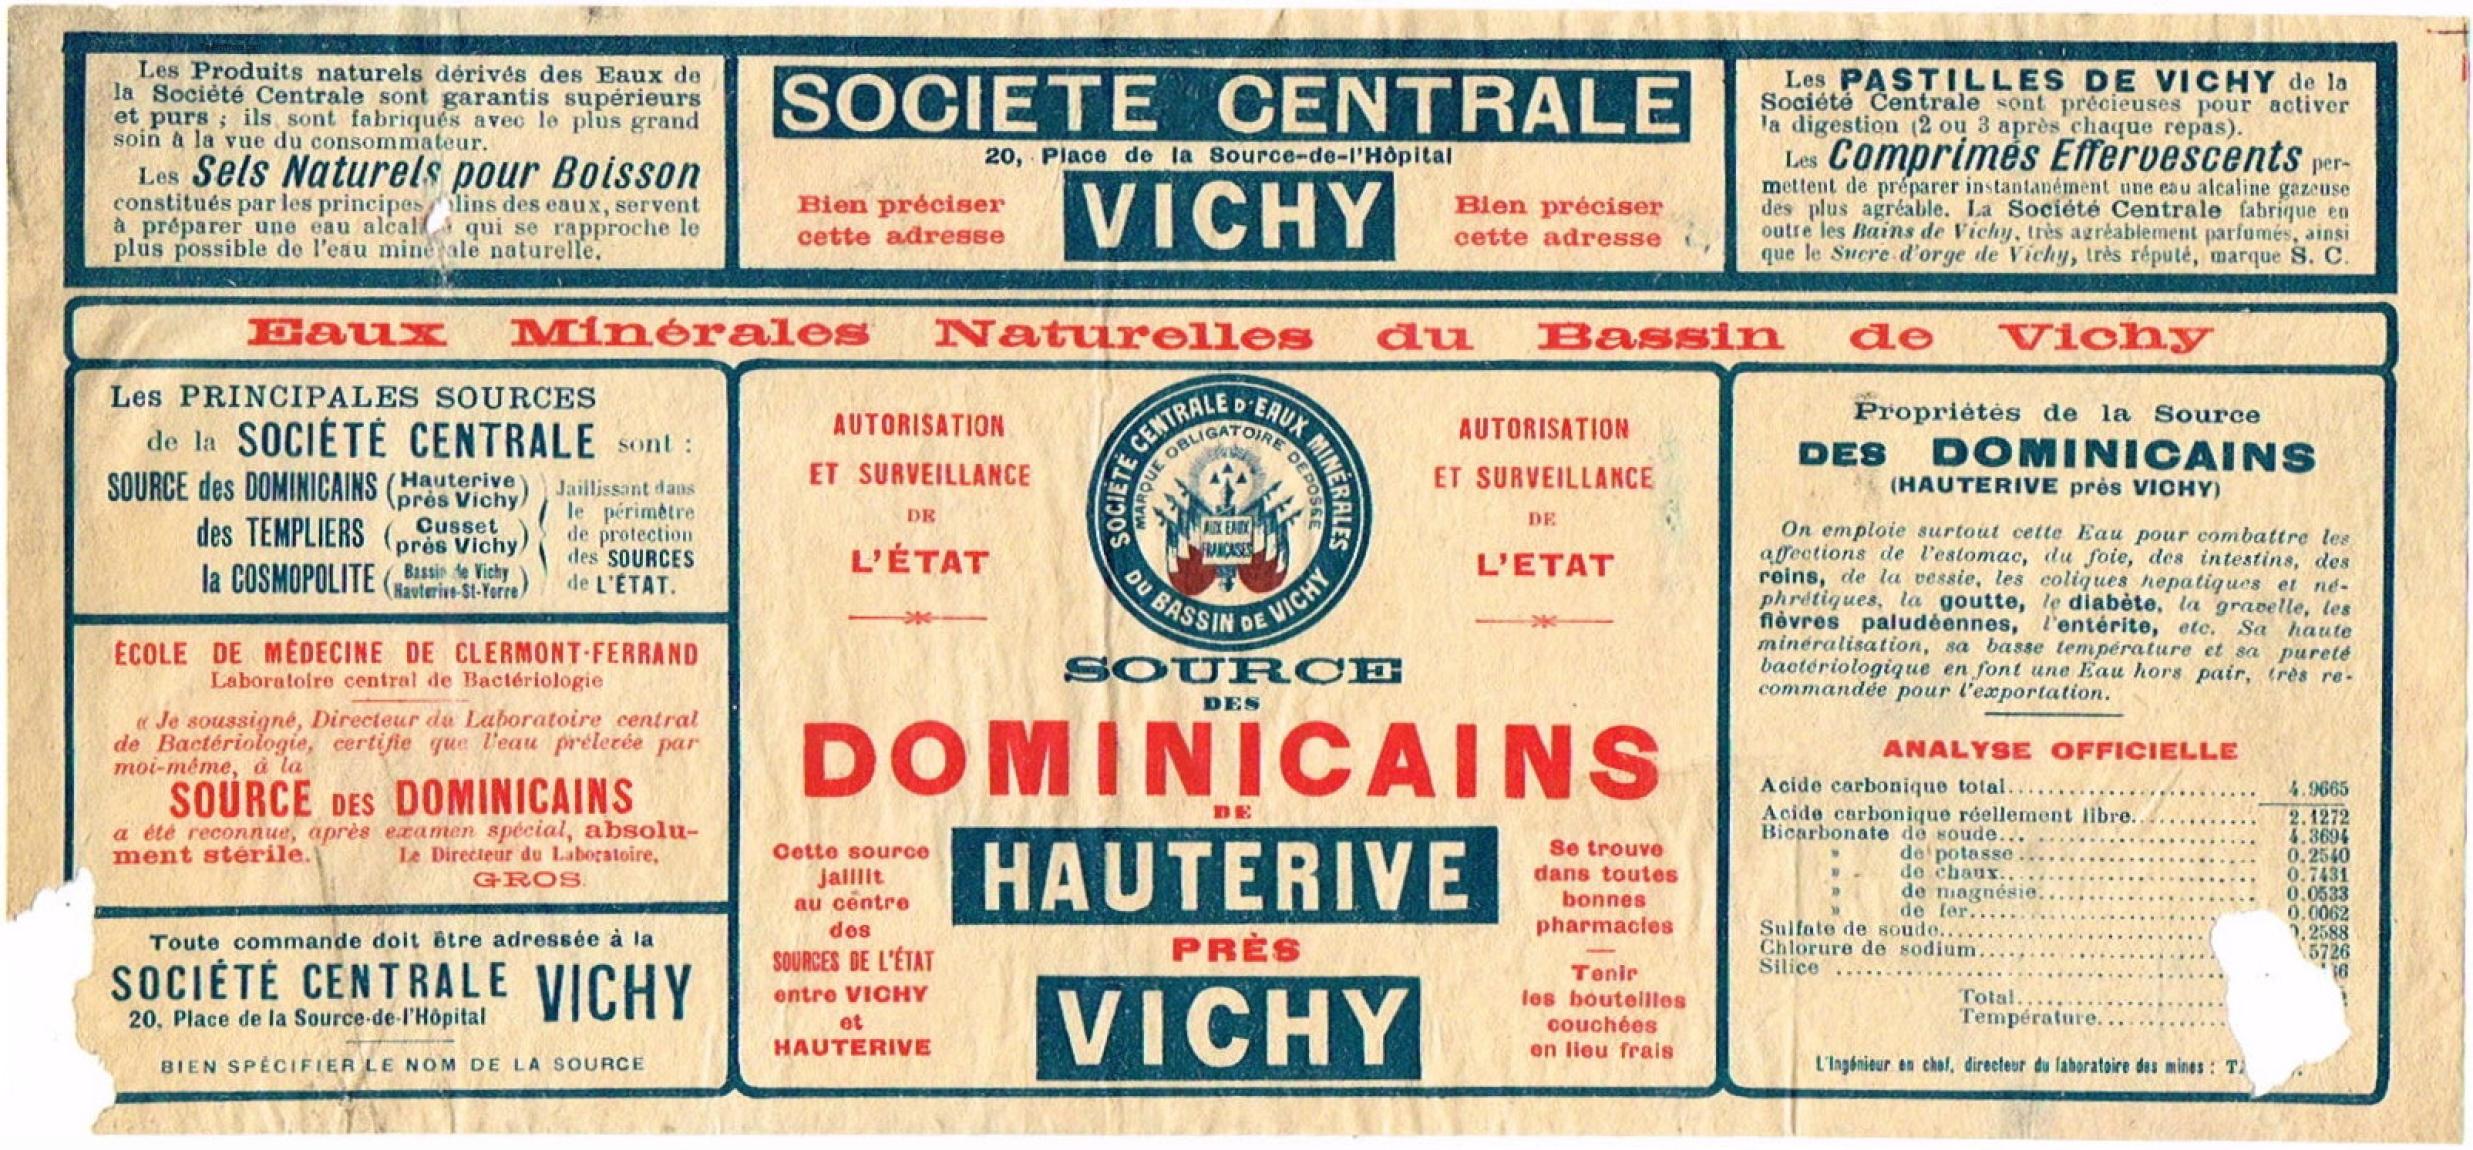 Les Produits naturels dérivés des Eaux de
la Société Centrale sont garantis supérieurs
et purs ; ils sont fabriqués avec le plus grand
soin à la vue du consommateur.
Les Sels Naturels pour Boisson
constitués par les principes des eaux, servent
à préparer une eau qui se rapproche le
plus possible de l'eau naturelle.
SOCIETE CENTRALE
20, Place de la Source-de-l'Hôpital
Bien préciser
cette adresse
VICHY
Bien préciser
cette adresse
Les PASTILLES DE VICHY de la
Société Centrale sont précieuses pour activer
la digestion (2 ou 3 après chaque repas).
Les Comprimés Effervescents per-
mettent de préparer instantanément une eau alcaline gazeuse
des plus agréable. La Société Centrale fabrique en
outre les Bains de Vichy, très agréablement parfumés, ainsi
que le Sucre d'orge de Vichy, très réputé, marque S. C.
Eaux Minérales Naturelles du Bassin de Vichy
Les PRINCIPALES SOURCES
de la SOCIÉTÉ CENTRALE sont :
SOURCE des DOMINICAINS (Hauterive près Vichy)
des TEMPLIERS (Cusset près Vichy)
la COSMOPOLITE (Bassin de Vichy Hauterive-St-Yorre)
Jaillissant dans
le périmètre
de protection
des SOURCES
de L'ÉTAT.
ÉCOLE DE MÉDECINE DE CLERMONT-FERRAND
Laboratoire central de Bactériologie
« Je soussigné, Directeur du Laboratoire central
de Bactériologie, certifie que l'eau prélevée par
moi-même, à la
SOURCE DES DOMINICAINS
a été reconnue, après examen spécial, absolu-
ment stérile. Le Directeur du Laboratoire,
GROS.
Toute commande doit être adressée à la
SOCIÉTÉ CENTRALE VICHY
20, Place de la Source-de-l'Hôpital
BIEN SPÉCIFIER LE NOM DE LA SOURCE
AUTORISATION
ET SURVEILLANCE
DE
L'ÉTAT
SOCIÉTÉ CENTRALE D'EAUX MINÉRALES
DU BASSIN DE VICHY
MARQUE OBLIGATOIRE DÉPOSÉE
AUX EAUX
FRANCAISES
AUTORISATION
ET SURVEILLANCE
DE
L'ETAT
SOURCE
DES
DOMINICAINS
DE
HAUTERIVE
PRÈS
VICHY
Cette source
jaillit
au centre
des
SOURCES DE L'ÉTAT
entre VICHY
et
HAUTERIVE
Se trouve
dans toutes
bonnes
pharmacies
Tenir
les bouteilles
couchées
en lieu frais
Propriétés de la Source
DES DOMINICAINS
(HAUTERIVE près VICHY)
On emploie surtout cette Eau pour combattre les
affections de l'estomac, du foie, des intestins, des
reins, de la vessie, les coliques hepatiques et né-
phrétiques, la goutte, le diabète, la gravelle, les
fièvres paludéennes, l'entérite, etc. Sa haute
minéralisation, sa basse température et sa pureté
bactériologique en font une Eau hors pair, très re-
commandée pour l'exportation.
ANALYSE OFFICIELLE
Acide carbonique total 4.9665
Acide carbonique réellement libre 2.1272
Bicarbonate de soude 4.3694
» de potasse 0.2540
» de chaux 0.7431
» de magnésie 0.0533
» de fer 0.0062
Sulfate de soude .2588
Chlorure de sodium 5726
Silice
Total
Température
L'Ingénieur en chef, directeur du laboratoire des mines :